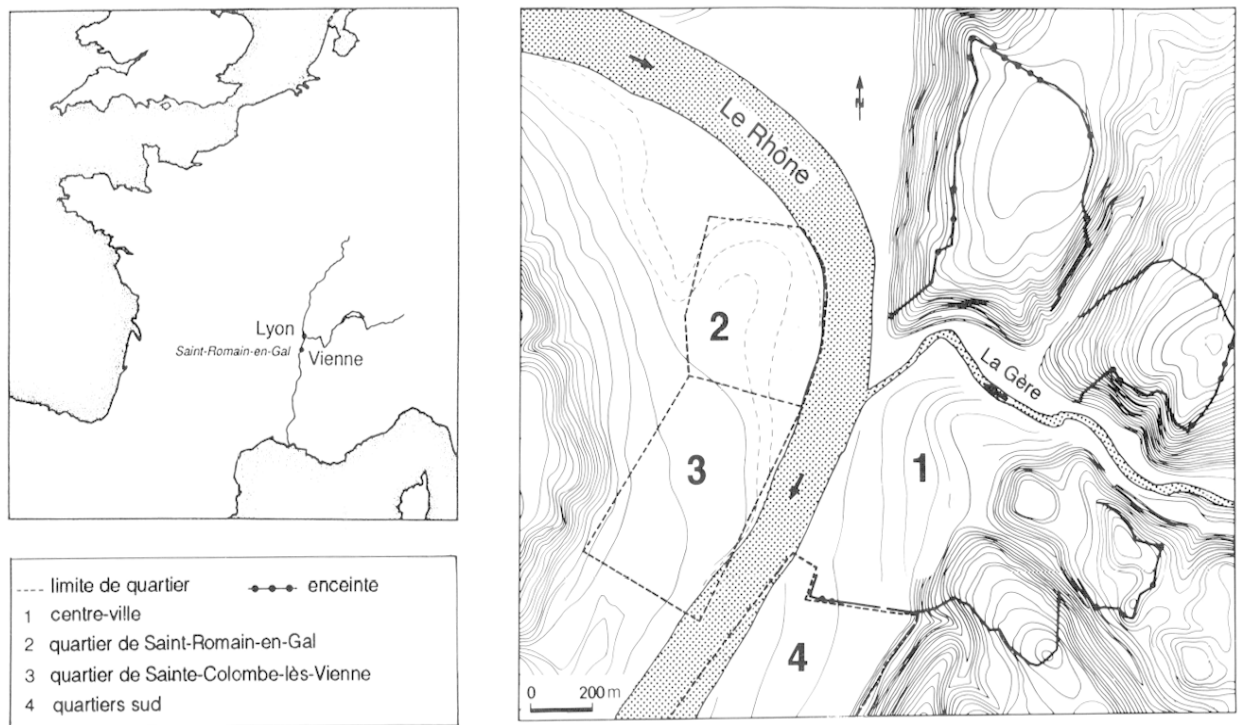 Lyon
Saint-Romain-en-Gal
Vienne
limite de quartier
enceinte
1 centre-ville
2 quartier de Saint-Romain-en-Gal
3 quartier de Sainte-Colombe-lès-Vienne
4 quartiers sud
N
Le Rhône
2
La Gère
3
1
4
0 200 m